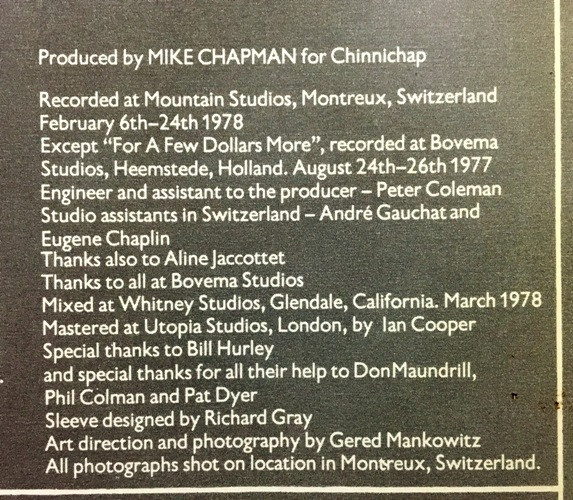 Produced by MIKE CHAPMAN for Chinnichap
Recorded at Mountain Studios, Montreux, Switzerland
February 6th–24th 1978
Except "For A Few Dollars More", recorded at Bovema
Studios, Heemstede, Holland. August 24th–26th 1977
Engineer and assistant to the producer – Peter Coleman
Studio assistants in Switzerland – André Gauchat and
Eugene Chaplin
Thanks also to Aline Jaccottet
Thanks to all at Bovema Studios
Mixed at Whitney Studios, Glendale, California. March 1978
Mastered at Utopia Studios, London, by Ian Cooper
Special thanks to Bill Hurley
and special thanks for all their help to Don Maundrill,
Phil Colman and Pat Dyer
Sleeve designed by Richard Gray
Art direction and photography by Gered Mankowitz
All photographs shot on location in Montreux, Switzerland.